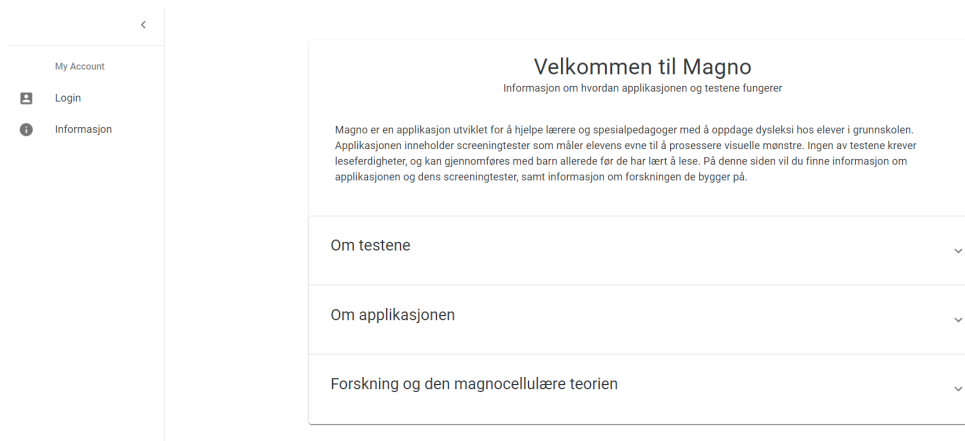 My Account
Login
Informasjon
Velkommen til Magno
Informasjon om hvordan applikasjonen og testene fungerer
Magno er en applikasjon utviklet for å hjelpe lærere og spesialpedagoger med å oppdage dysleksi hos elever i grunnskolen.
Applikasjonen inneholder screeningtester som måler elevens evne til å prosessere visuelle mønstre. Ingen av testene krever
leseferdigheter, og kan gjennomføres med barn allerede før de har lært å lese. På denne siden vil du finne informasjon om
applikasjonen og dens screeningtester, samt informasjon om forskningen de bygger på.
Om testene
Om applikasjonen
Forskning og den magnocellulære teorien